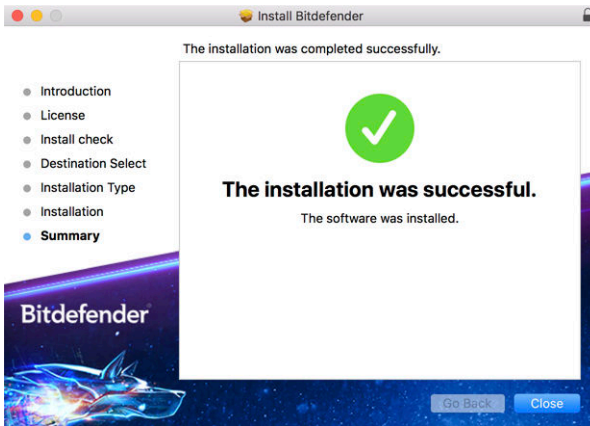 Install Bitdefender
The installation was completed successfully.
Introduction
License
Install check
Destination Select
Installation Type
Installation
Summary
The installation was successful.
The software was installed.
Bitdefender
Go Back
Close